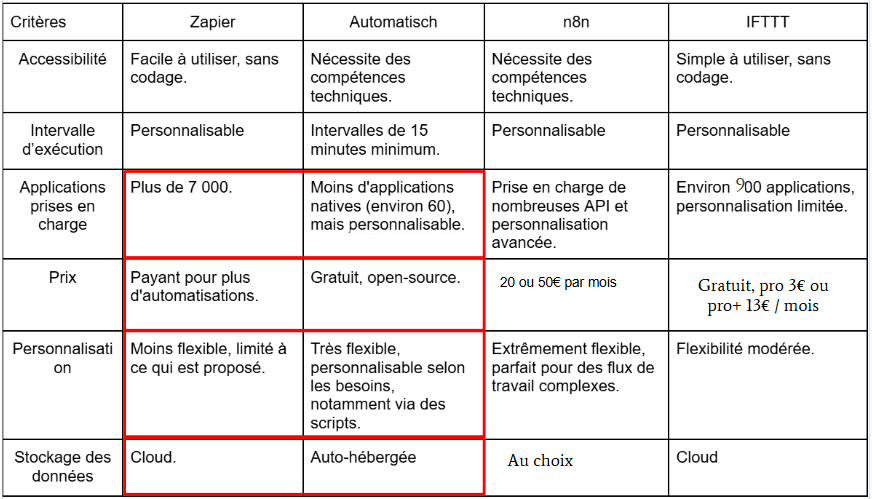 Critères
Zapier
Automatisch
n8n
IFTTT
Accessibilité
Facile à utiliser, sans
codage.
Nécessite des
compétences
techniques.
Nécessite des
compétences
techniques.
Simple à utiliser, sans
codage.
Intervalle
d'exécution
Personnalisable
Intervalles de 15
minutes minimum.
Personnalisable
Personnalisable
Applications
prises en
charge
Plus de 7 000.
Moins d'applications
natives (environ 60),
mais personnalisable.
Prise en charge de
nombreuses API et
personnalisation
avancée.
Environ 900 applications,
personnalisation limitée.
Prix
Payant pour plus
d'automatisations.
Gratuit, open-source.
20 ou 50€ par mois
Gratuit, pro 3€ ou
pro+ 13€ / mois
Personnalisati
on
Moins flexible, limité à
ce qui est proposé.
Très flexible,
personnalisable selon
les besoins,
notamment via des
scripts.
Extrêmement flexible,
parfait pour des flux de
travail complexes.
Flexibilité modérée.
Stockage des
données
Cloud.
Auto-hébergée
Au choix
Cloud